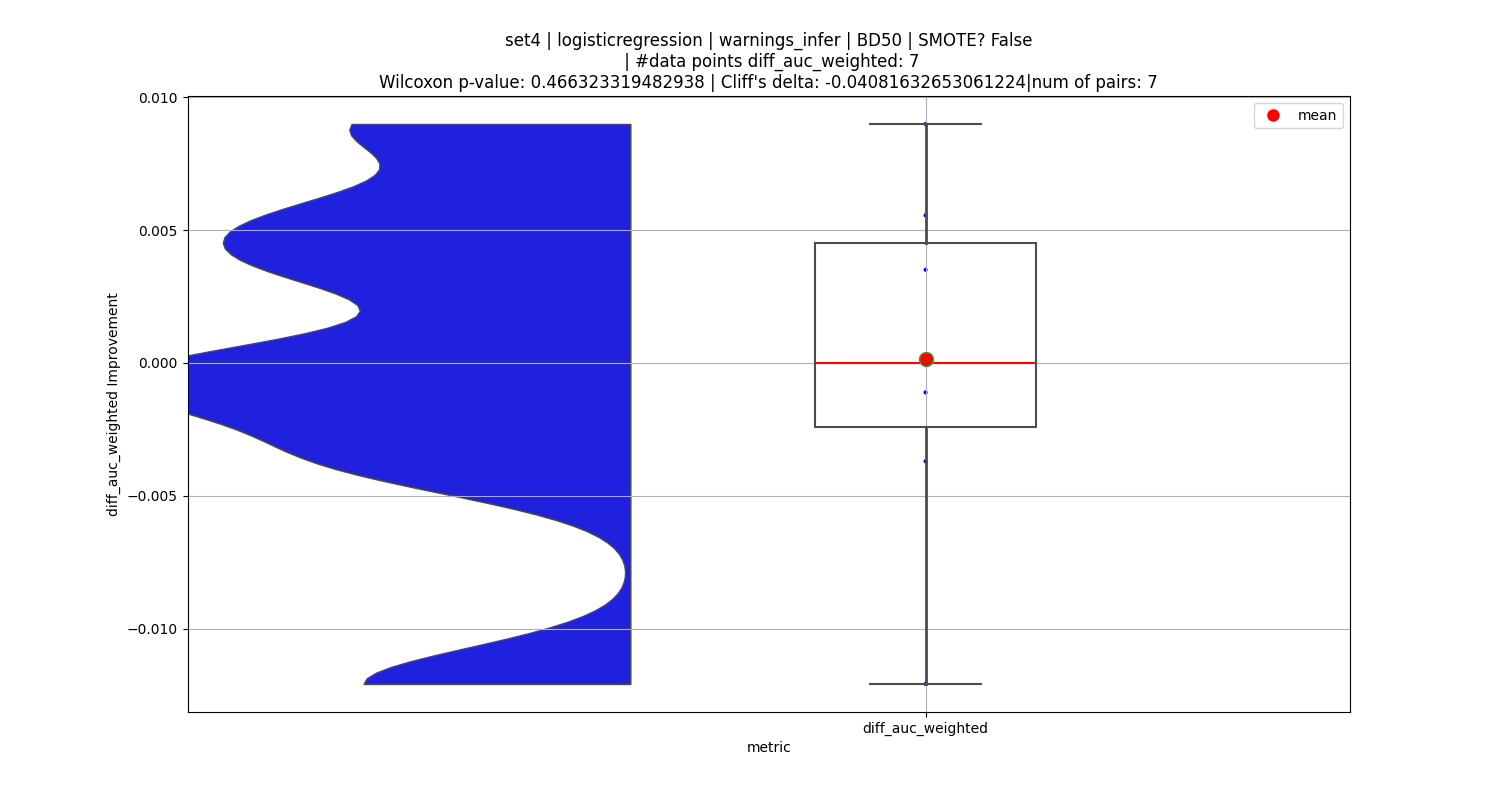 set4 | logisticregression | warnings_infer | BD50 | SMOTE? False
| #data points diff_auc_weighted: 7
Wilcoxon p-value: 0.466323319482938 | Cliff's delta: -0.04081632653061224|num of pairs: 7
mean
0.010
0.005
0.000
−0.005
−0.010
diff_auc_weighted Improvement
diff_auc_weighted
metric